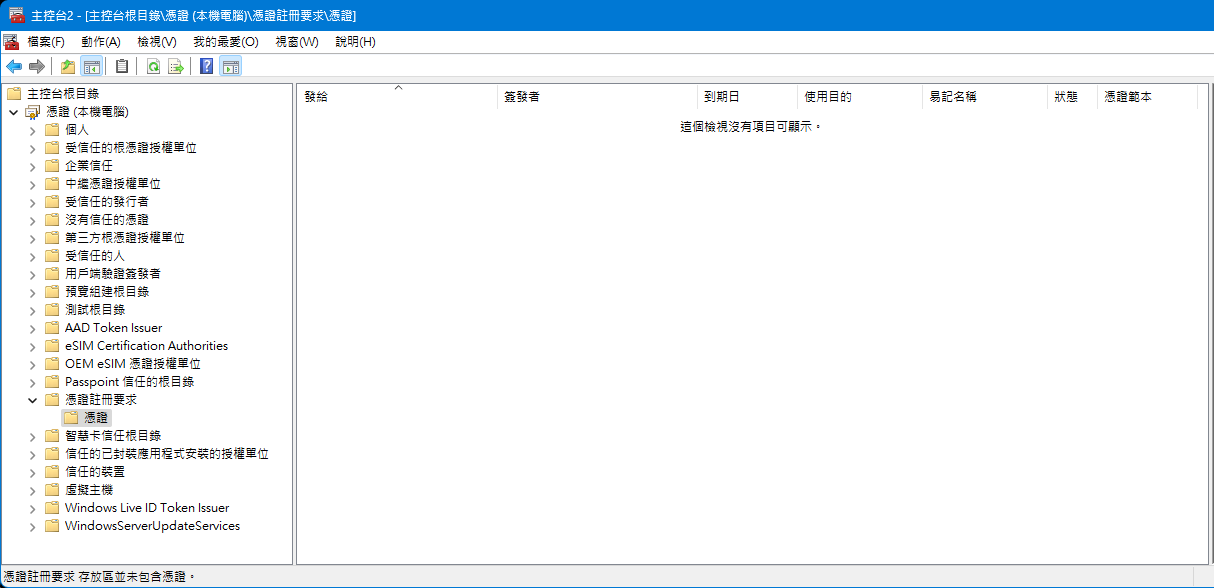 主控台2 - [主控台根目錄\憑證 (本機電腦)\憑證註冊要求\憑證]
檔案(F) 動作(A) 檢視(V) 我的最愛(O) 視窗(W) 說明(H)
主控台根目錄
憑證 (本機電腦)
個人
受信任的根憑證授權單位
企業信任
中繼憑證授權單位
受信任的發行者
沒有信任的憑證
第三方根憑證授權單位
受信任的人
用戶端驗證簽發者
預覽組建根目錄
測試根目錄
AAD Token Issuer
eSIM Certification Authorities
OEM eSIM 憑證授權單位
Passpoint 信任的根目錄
憑證註冊要求
憑證
智慧卡信任根目錄
信任的已封裝應用程式安裝的授權單位
信任的裝置
虛擬主機
Windows Live ID Token Issuer
WindowsServerUpdateServices
發給 簽發者 到期日 使用目的 易記名稱 狀態 憑證範本
這個檢視沒有項目可顯示。
憑證註冊要求 存放區並未包含憑證。